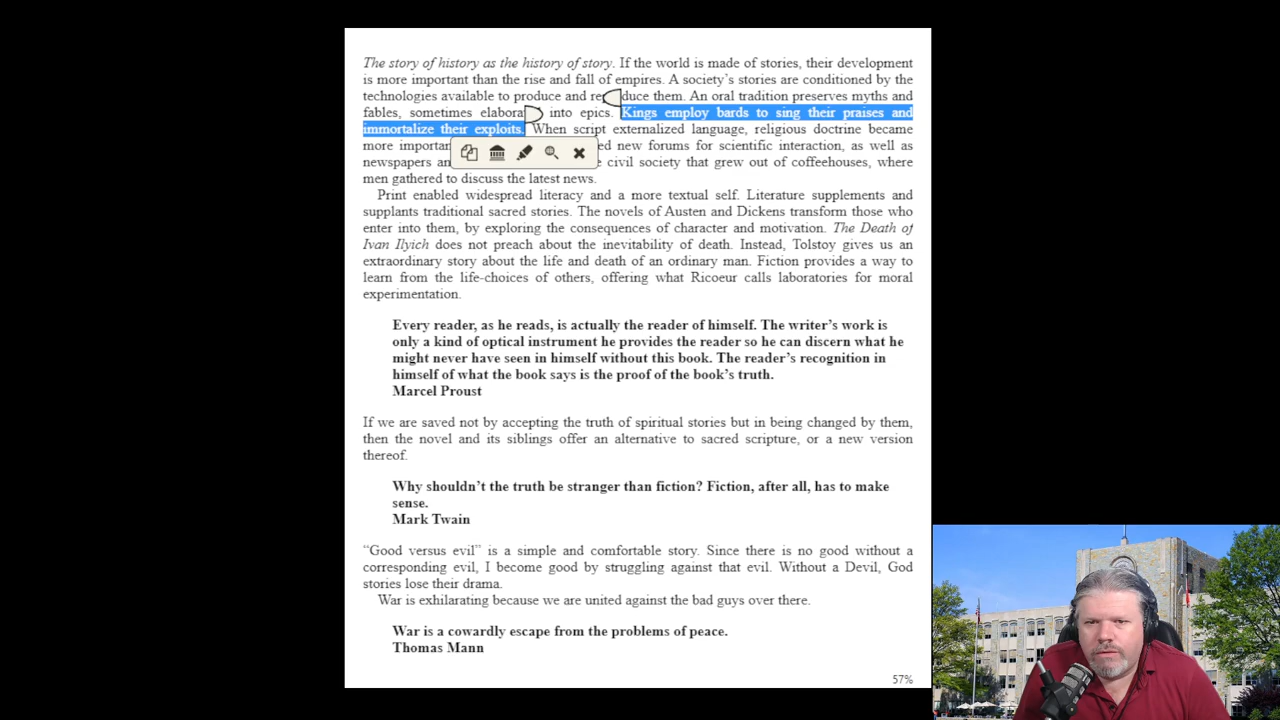 The story of history as the history of story. If the world is made of stories, their development
is more important than the rise and fall of empires. A society's stories are conditioned by the
technologies available to produce and re duce them. An oral tradition preserves myths and
fables, sometimes elabora into epics. Kings employ bards to sing their praises and
immortalize their exploits. When script externalized language, religious doctrine became
more importan ed new forums for scientific interaction, as well as
newspapers an e civil society that grew out of coffeehouses, where
men gathered to discuss the latest news.
Print enabled widespread literacy and a more textual self. Literature supplements and
supplants traditional sacred stories. The novels of Austen and Dickens transform those who
enter into them, by exploring the consequences of character and motivation. The Death of
Ivan Ilyich does not preach about the inevitability of death. Instead, Tolstoy gives us an
extraordinary story about the life and death of an ordinary man. Fiction provides a way to
learn from the life-choices of others, offering what Ricoeur calls laboratories for moral
experimentation.
Every reader, as he reads, is actually the reader of himself. The writer's work is
only a kind of optical instrument he provides the reader so he can discern what he
might never have seen in himself without this book. The reader's recognition in
himself of what the book says is the proof of the book's truth.
Marcel Proust
If we are saved not by accepting the truth of spiritual stories but in being changed by them,
then the novel and its siblings offer an alternative to sacred scripture, or a new version
thereof.
Why shouldn't the truth be stranger than fiction? Fiction, after all, has to make
sense.
Mark Twain
"Good versus evil" is a simple and comfortable story. Since there is no good without a
corresponding evil, I become good by struggling against that evil. Without a Devil, God
stories lose their drama.
War is exhilarating because we are united against the bad guys over there.
War is a cowardly escape from the problems of peace.
Thomas Mann
57%